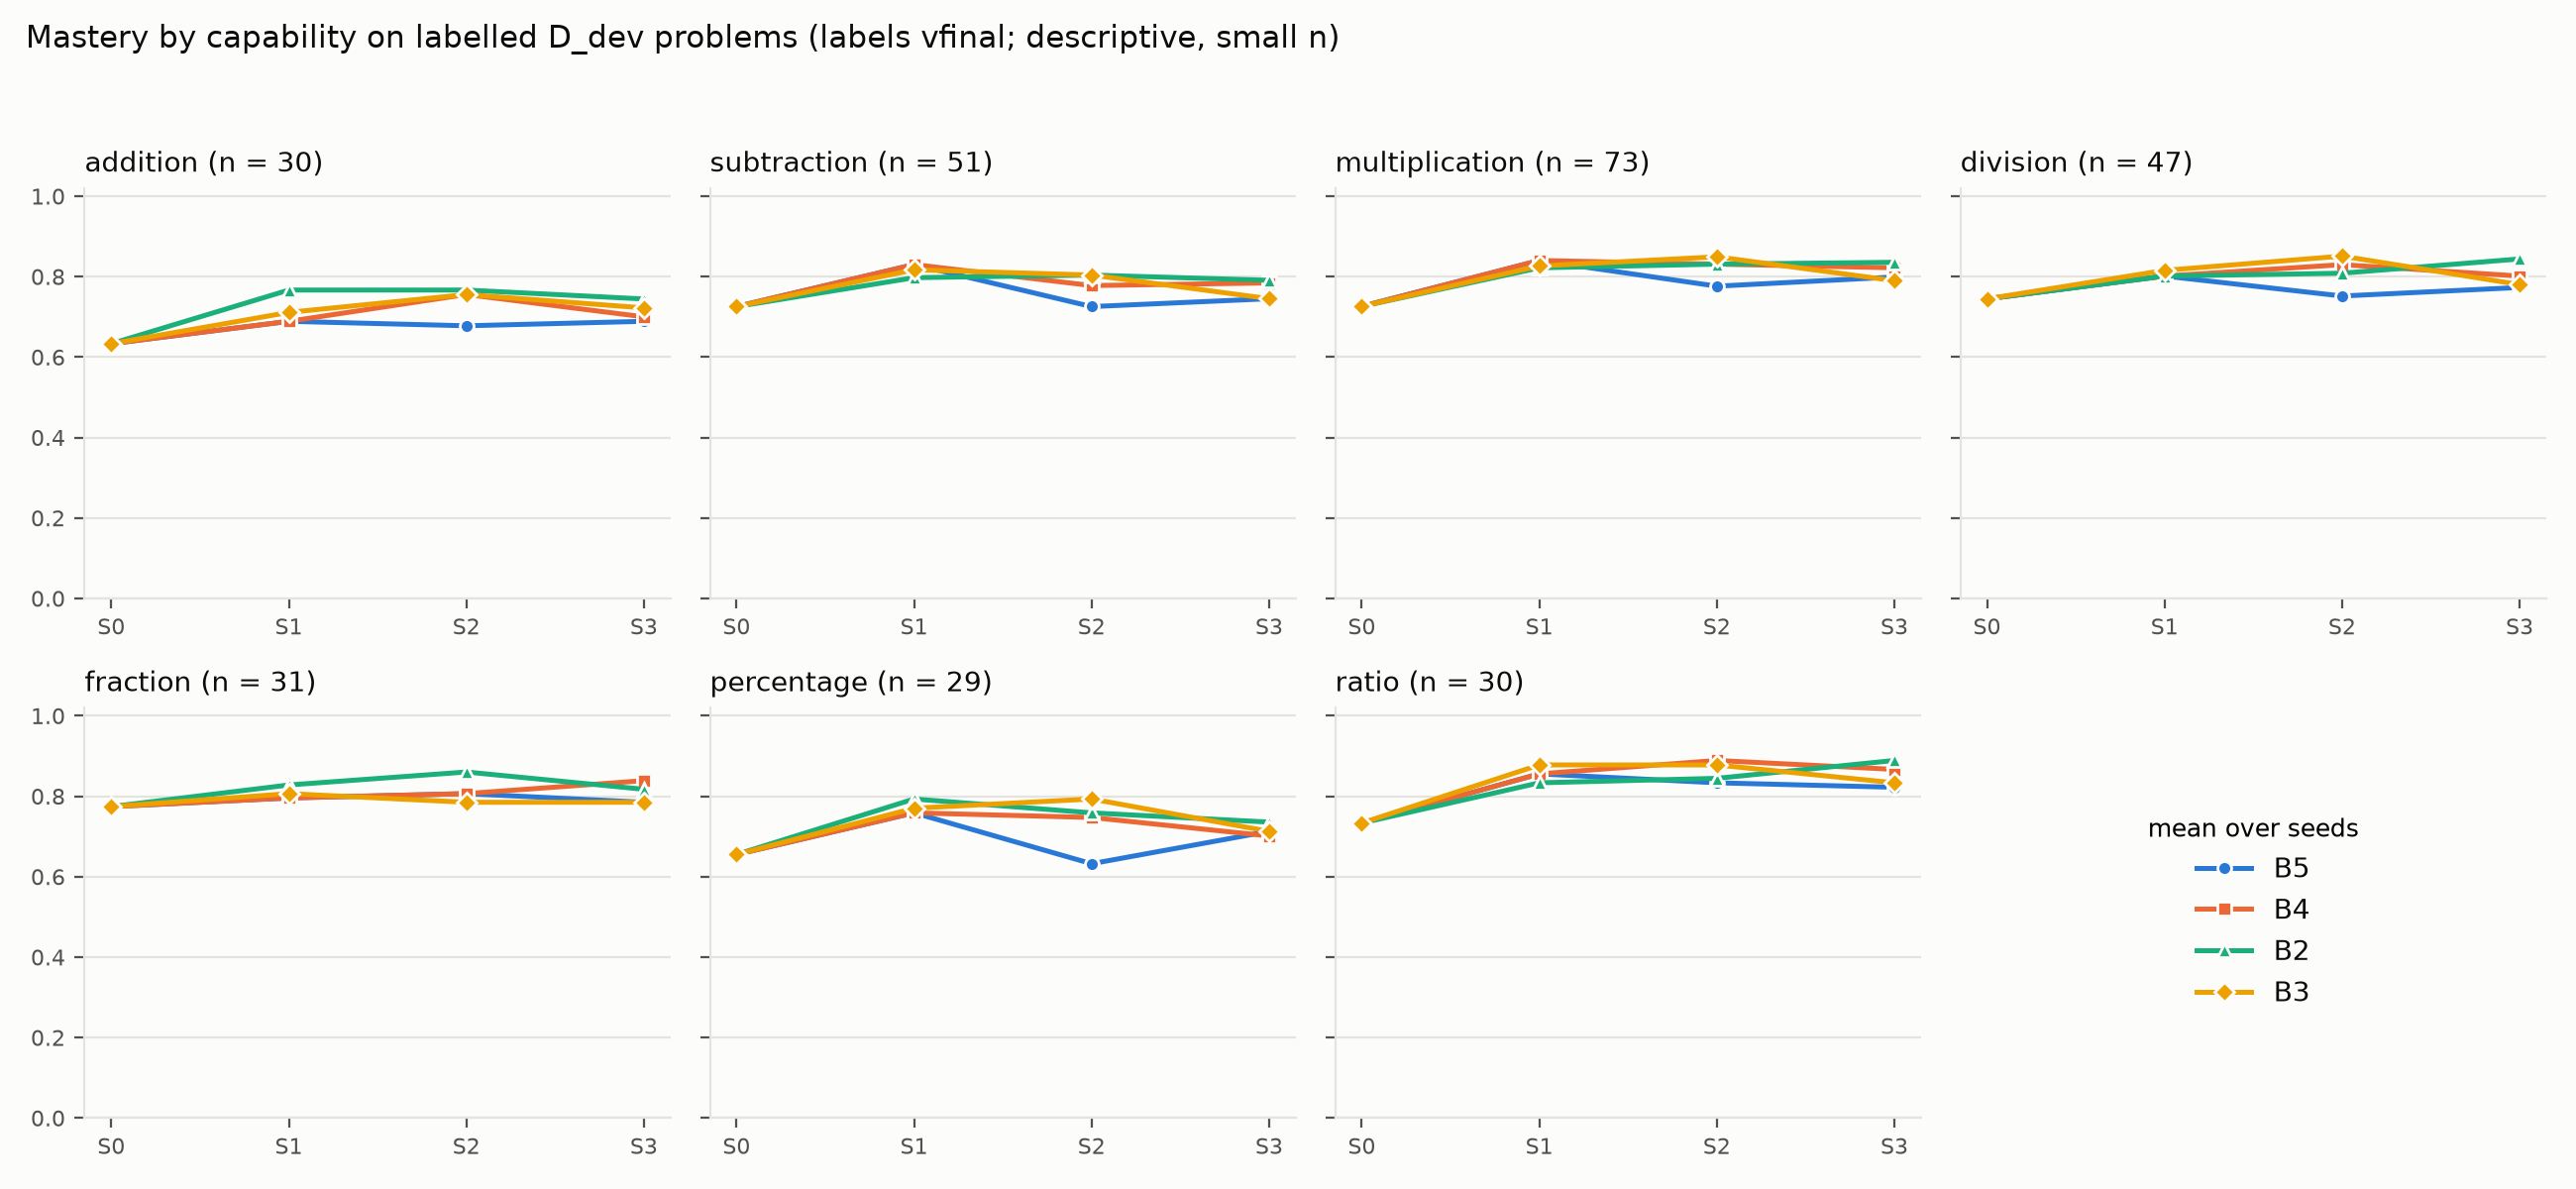 Mastery by capability on labelled D_dev problems (labels vfinal; descriptive, small n)
addition (n = 30)
subtraction (n = 51)
multiplication (n = 73)
division (n = 47)
1.0
0.8
0.6
0.4
0.2
0.0
S0 S1 S2 S3
S0 S1 S2 S3
S0 S1 S2 S3
S0 S1 S2 S3
fraction (n = 31)
percentage (n = 29)
ratio (n = 30)
1.0
0.8
0.6
0.4
0.2
0.0
S0 S1 S2 S3
S0 S1 S2 S3
S0 S1 S2 S3
mean over seeds
B5
B4
B2
B3